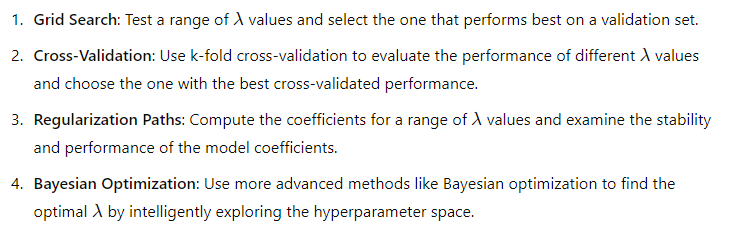 1. Grid Search: Test a range of λ values and select the one that performs best on a validation set.
2. Cross-Validation: Use k-fold cross-validation to evaluate the performance of different λ values
and choose the one with the best cross-validated performance.
3. Regularization Paths: Compute the coefficients for a range of λ values and examine the stability
and performance of the model coefficients.
4. Bayesian Optimization: Use more advanced methods like Bayesian optimization to find the
optimal λ by intelligently exploring the hyperparameter space.